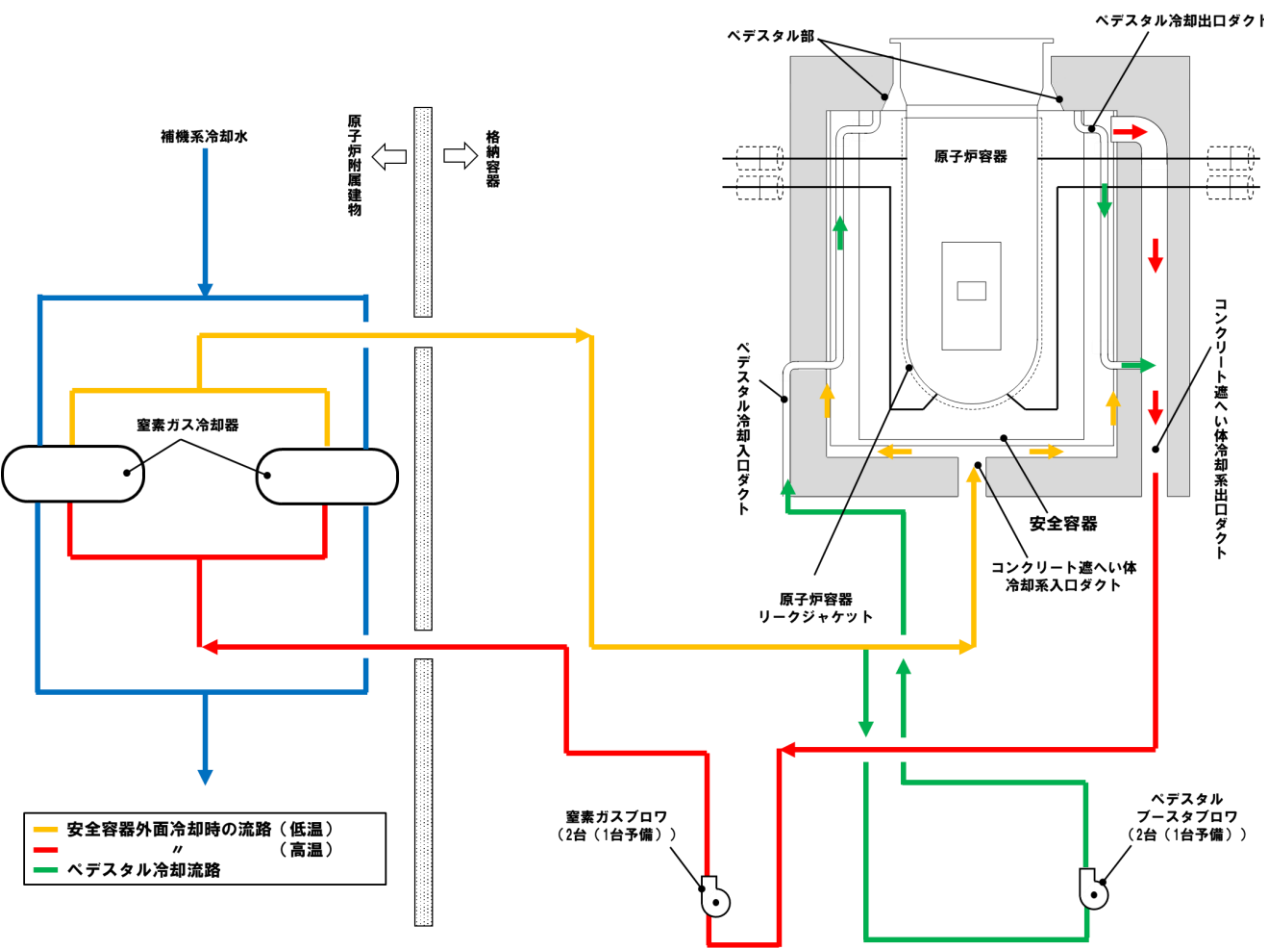 ペデスタル部
ペデスタル冷却出口ダクト
補機系冷却水
原子炉附属建物
格納容器
原子炉容器
窒素ガス冷却器
ペデスタル冷却入口ダクト
コンクリート遮へい体冷却系出口ダクト
安全容器
コンクリート遮へい体
冷却系入口ダクト
原子炉容器
リークジャケット
窒素ガスブロワ
(2台(1台予備))
ペデスタル
ブースタブロワ
(2台(1台予備))
安全容器外面冷却時の流路(低温)
〃 (高温)
ペデスタル冷却流路